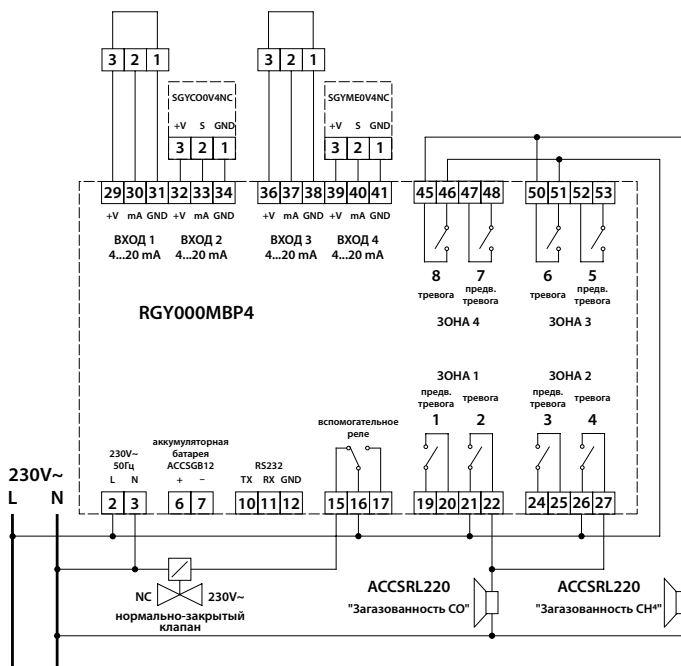 3 2 1
3 2 1
SGYCO0V4NC
SGYME0V4NC
+V S GND
+V S GND
3 2 1
3 2 1
29 30 31 32 33 34
36 37 38 39 40 41
45 46 47 48
50 51 52 53
+V mA GND +V mA GND
+V mA GND +V mA GND
ВХОД 1
4...20 mA
ВХОД 2
4...20 mA
ВХОД 3
4...20 mA
ВХОД 4
4...20 mA
8
тревога
7
предв.
тревога
6
тревога
5
предв.
тревога
ЗОНА 4
ЗОНА 3
RGY000MBP4
ЗОНА 1
ЗОНА 2
предв.
тревога
1
тревога
2
предв.
тревога
3
тревога
4
вспомогательное
реле
230V~
50Гц
L N
аккумуляторная
батарея
ACCSGB12
+ −
RS232
TX RX GND
230V~
L N
2 3
6 7
10 11 12
15 16 17
19 20 21 22
24 25 26 27
NC 230V~
нормально-закрытый
клапан
ACCSRL220
"Загазованность CO"
ACCSRL220
"Загазованность CH⁴"